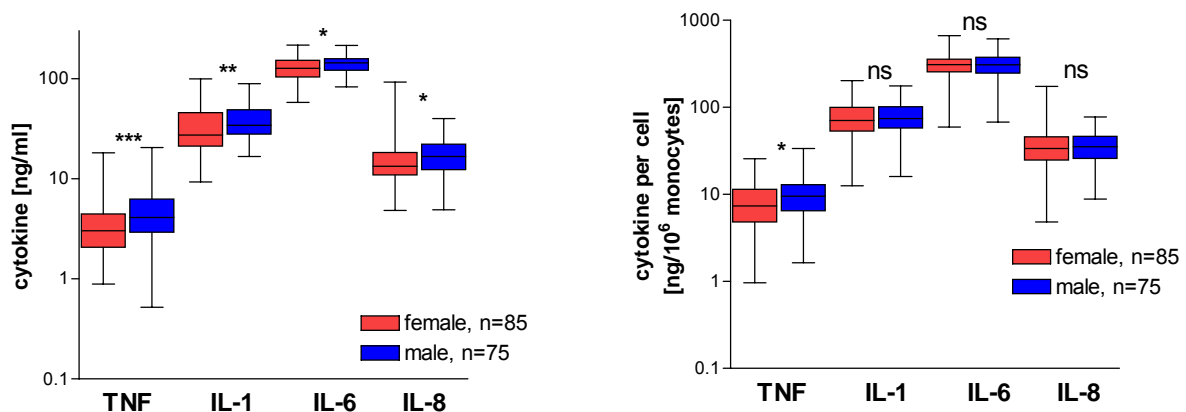 cytokine [ng/ml]
100
10
1
0.1
***
**
*
*
female, n=85
male, n=75
TNF IL-1 IL-6 IL-8
cytokine per cell
[ng/10⁶ monocytes]
1000
100
10
1
0.1
*
ns
ns
ns
female, n=85
male, n=75
TNF IL-1 IL-6 IL-8